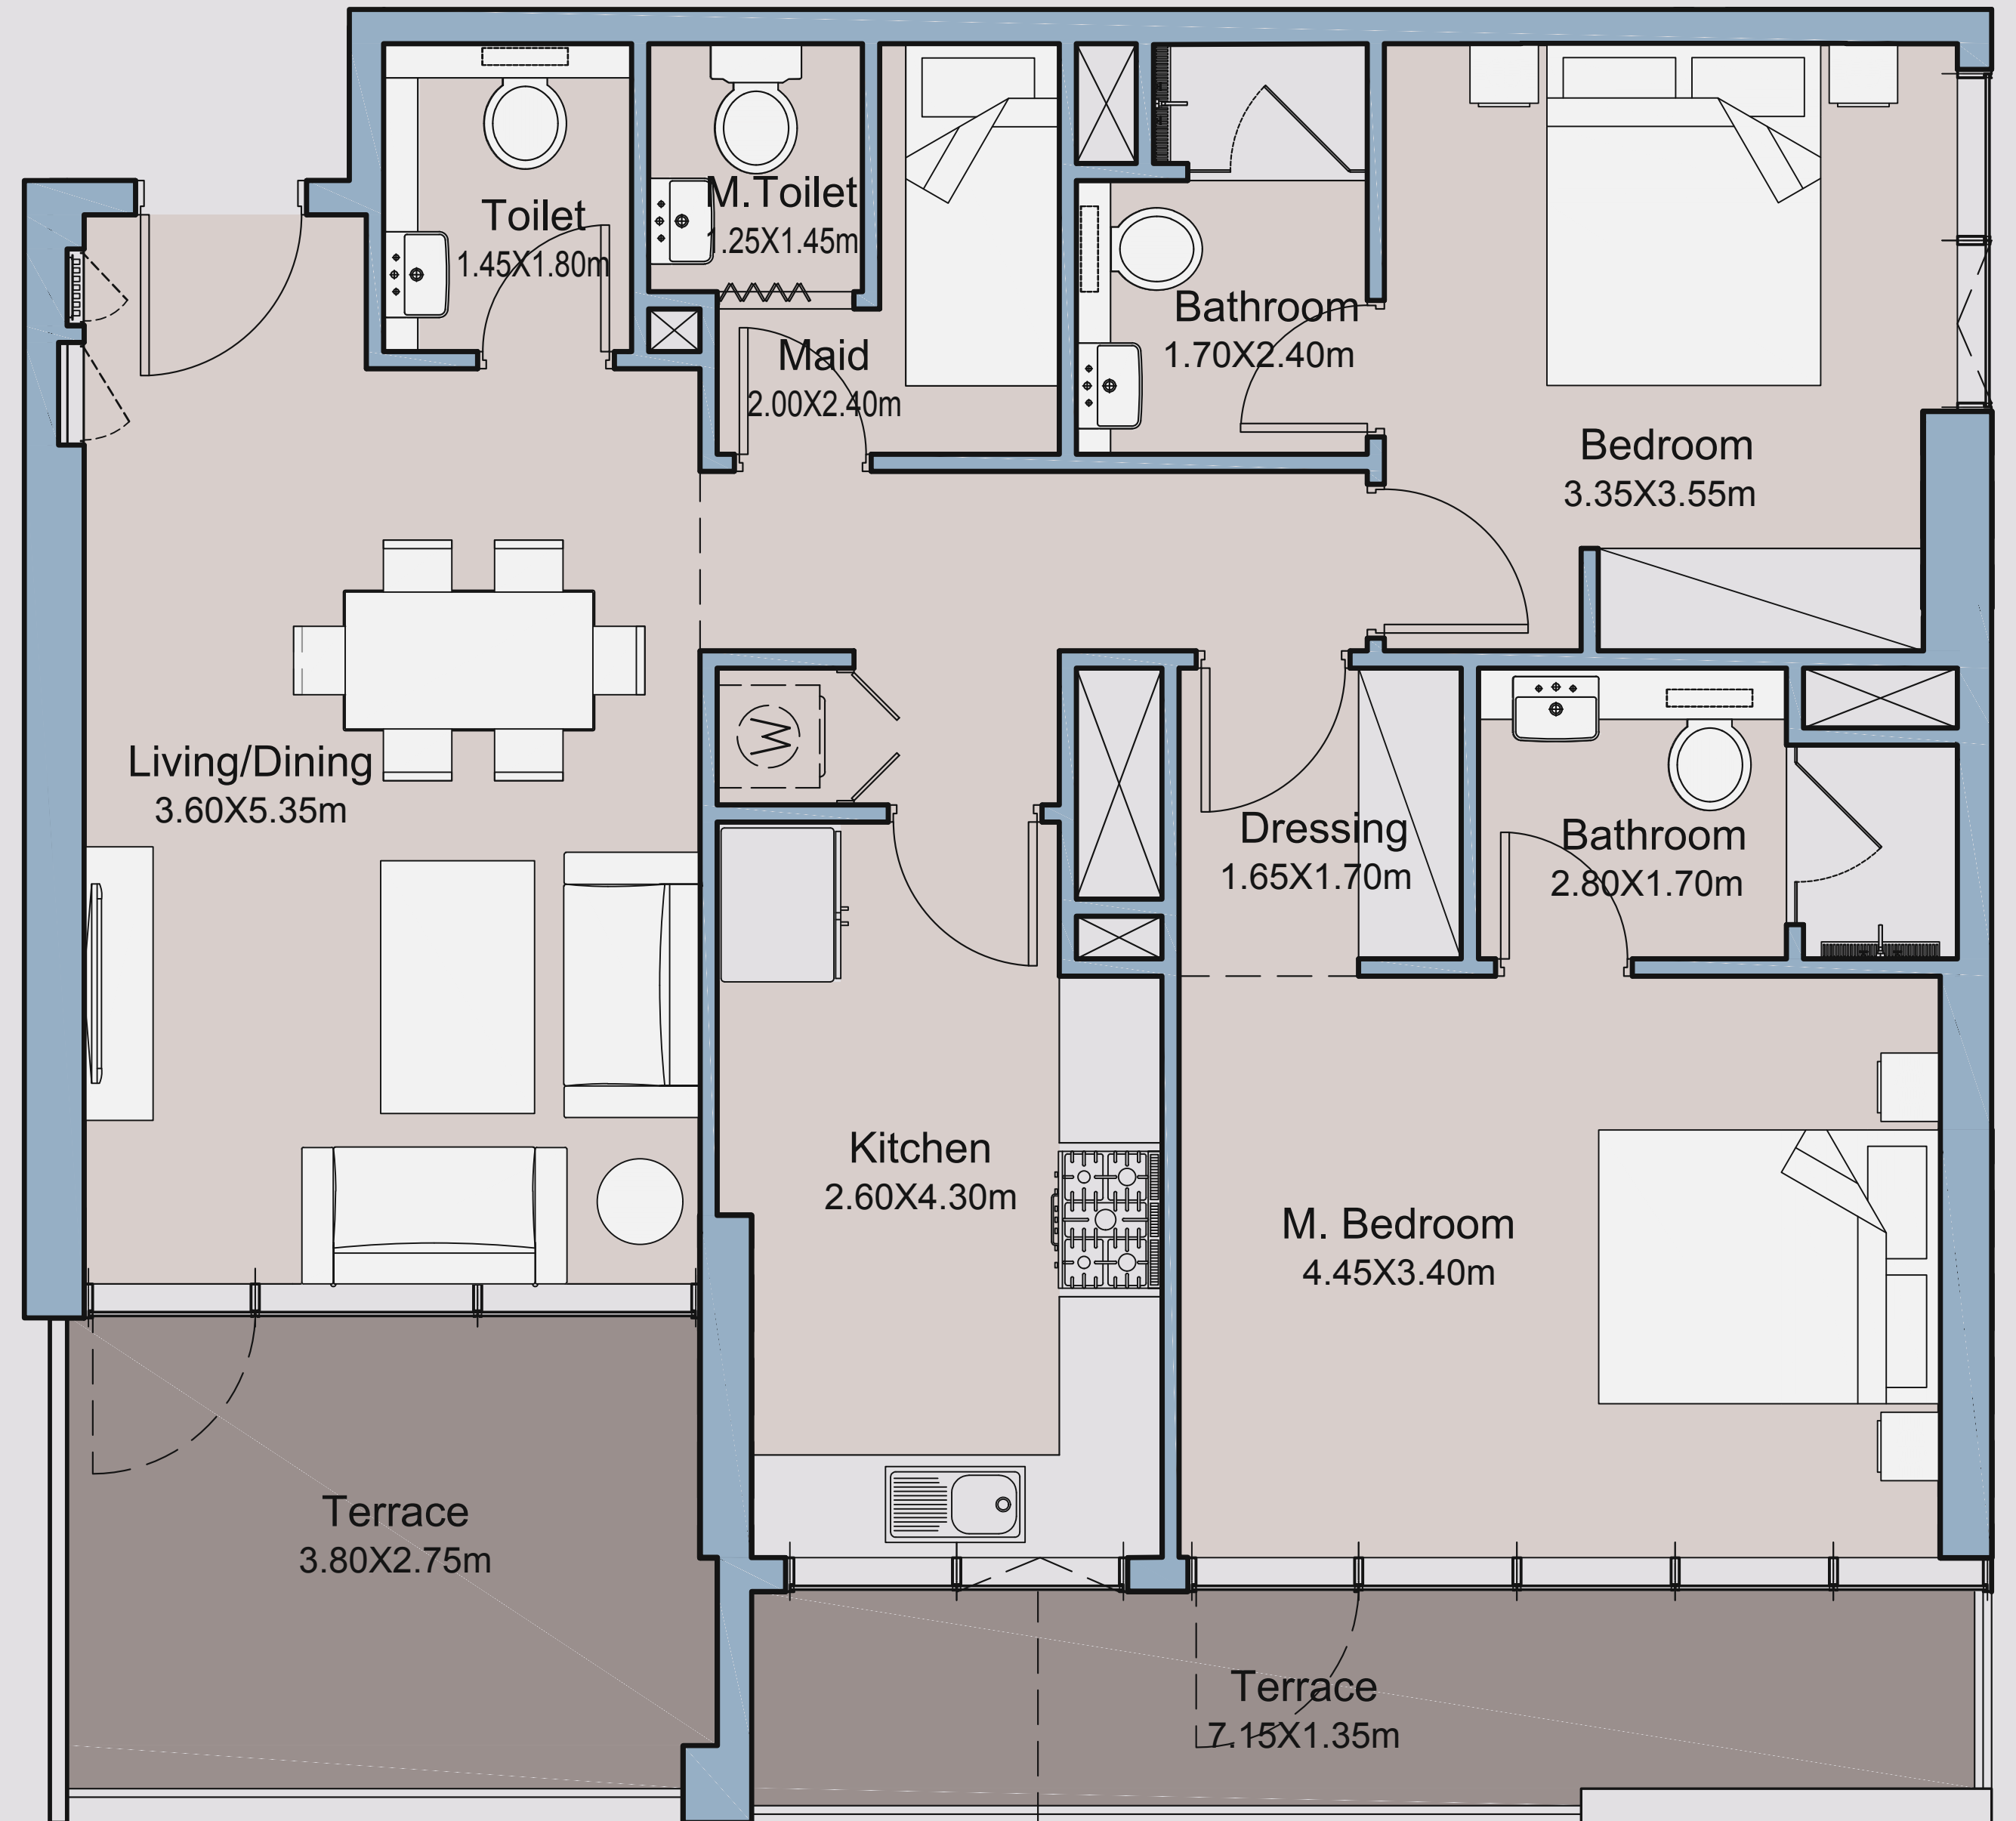 Toilet
1.45X1.80m
M.Toilet
1.25X1.45m
Maid
2.00X2.40m
Bathroom
1.70X2.40m
Bedroom
3.35X3.55m
Living/Dining
3.60X5.35m
W
Dressing
1.65X1.70m
Bathroom
2.80X1.70m
Kitchen
2.60X4.30m
M. Bedroom
4.45X3.40m
Terrace
3.80X2.75m
Terrace
7.15X1.35m